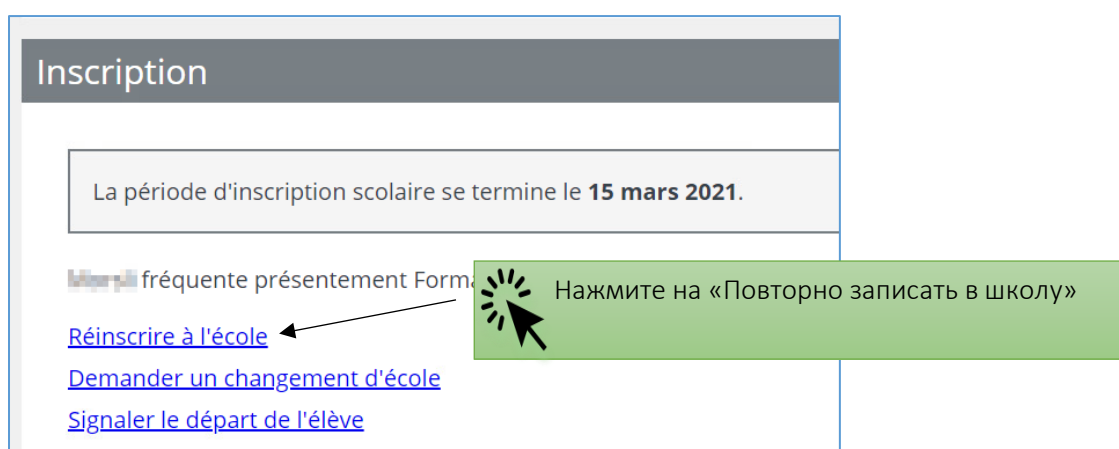 Inscription
La période d'inscription scolaire se termine le 15 mars 2021.
fréquente présentement
Нажмите на «Повторно записать в школу»
Réinscrire à l'école
Demander un changement d'école
Signaler le départ de l'élève